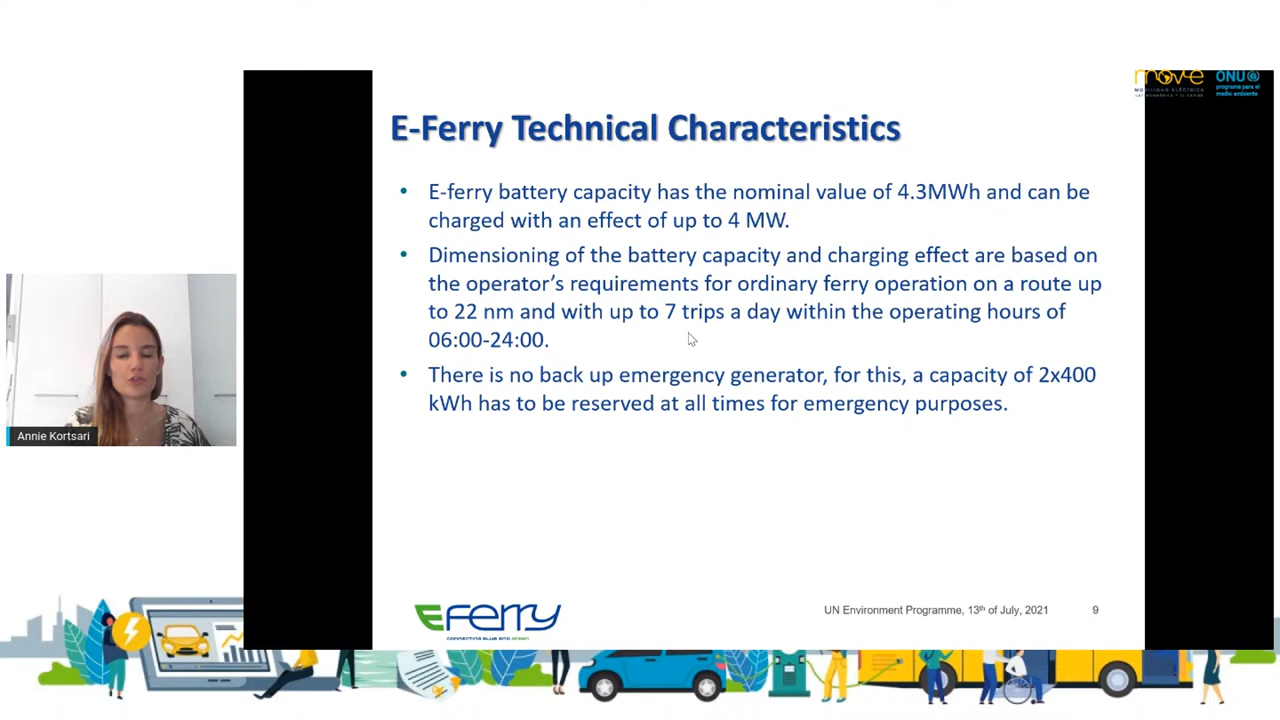 mov-e
MOVILIDAD ELÉCTRICA
LATINOAMÉRICA Y EL CARIBE
ONU
programa para el
medio ambiente
E-Ferry Technical Characteristics
• E-ferry battery capacity has the nominal value of 4.3MWh and can be
charged with an effect of up to 4 MW.
• Dimensioning of the battery capacity and charging effect are based on
the operator’s requirements for ordinary ferry operation on a route up
to 22 nm and with up to 7 trips a day within the operating hours of
06:00-24:00.
• There is no back up emergency generator, for this, a capacity of 2x400
kWh has to be reserved at all times for emergency purposes.
Annie Kortsari
EFerry
CONNECTING BLUE AND GREEN
UN Environment Programme, 13th of July, 2021
9